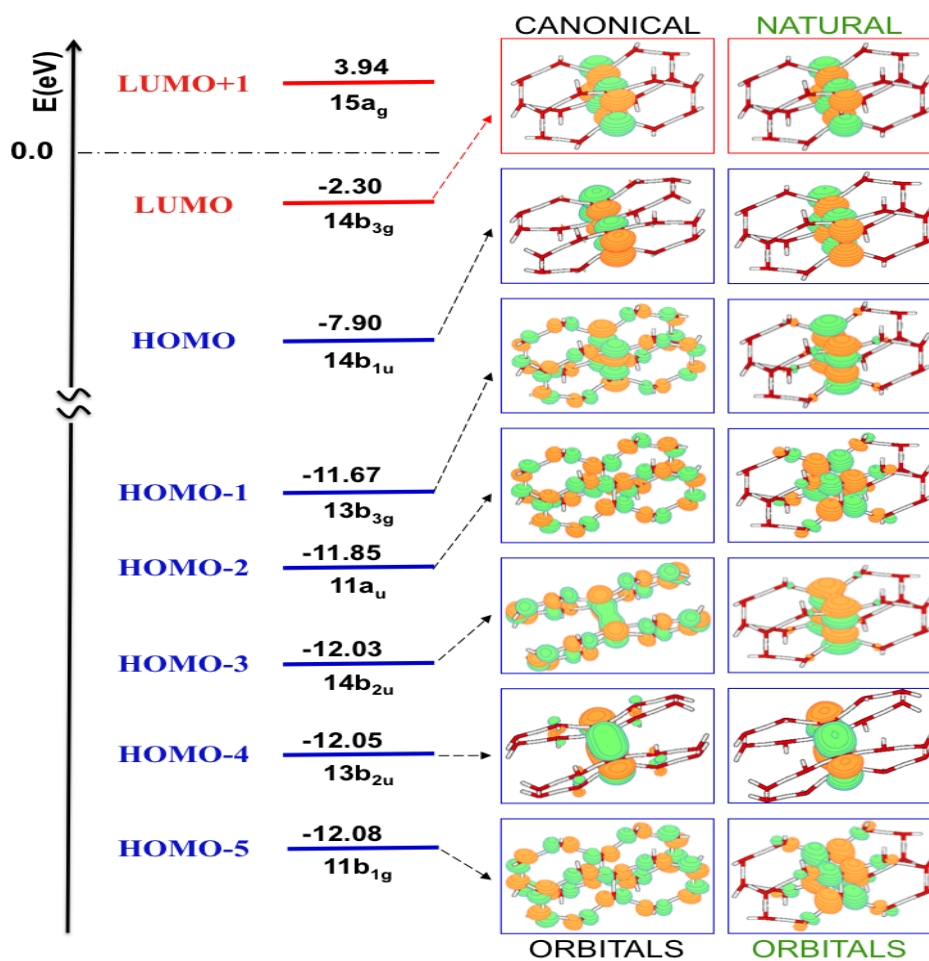 CANONICAL NATURAL
E(eV)
LUMO+1 3.94
15a₉
0.0
LUMO -2.30
14b₃g
HOMO -7.90
14b₁ᵤ
HOMO-1 -11.67
13b₃g
HOMO-2 -11.85
11aᵤ
HOMO-3 -12.03
14b₂ᵤ
HOMO-4 -12.05
13b₂ᵤ
HOMO-5 -12.08
11b₁g
ORBITALS ORBITALS